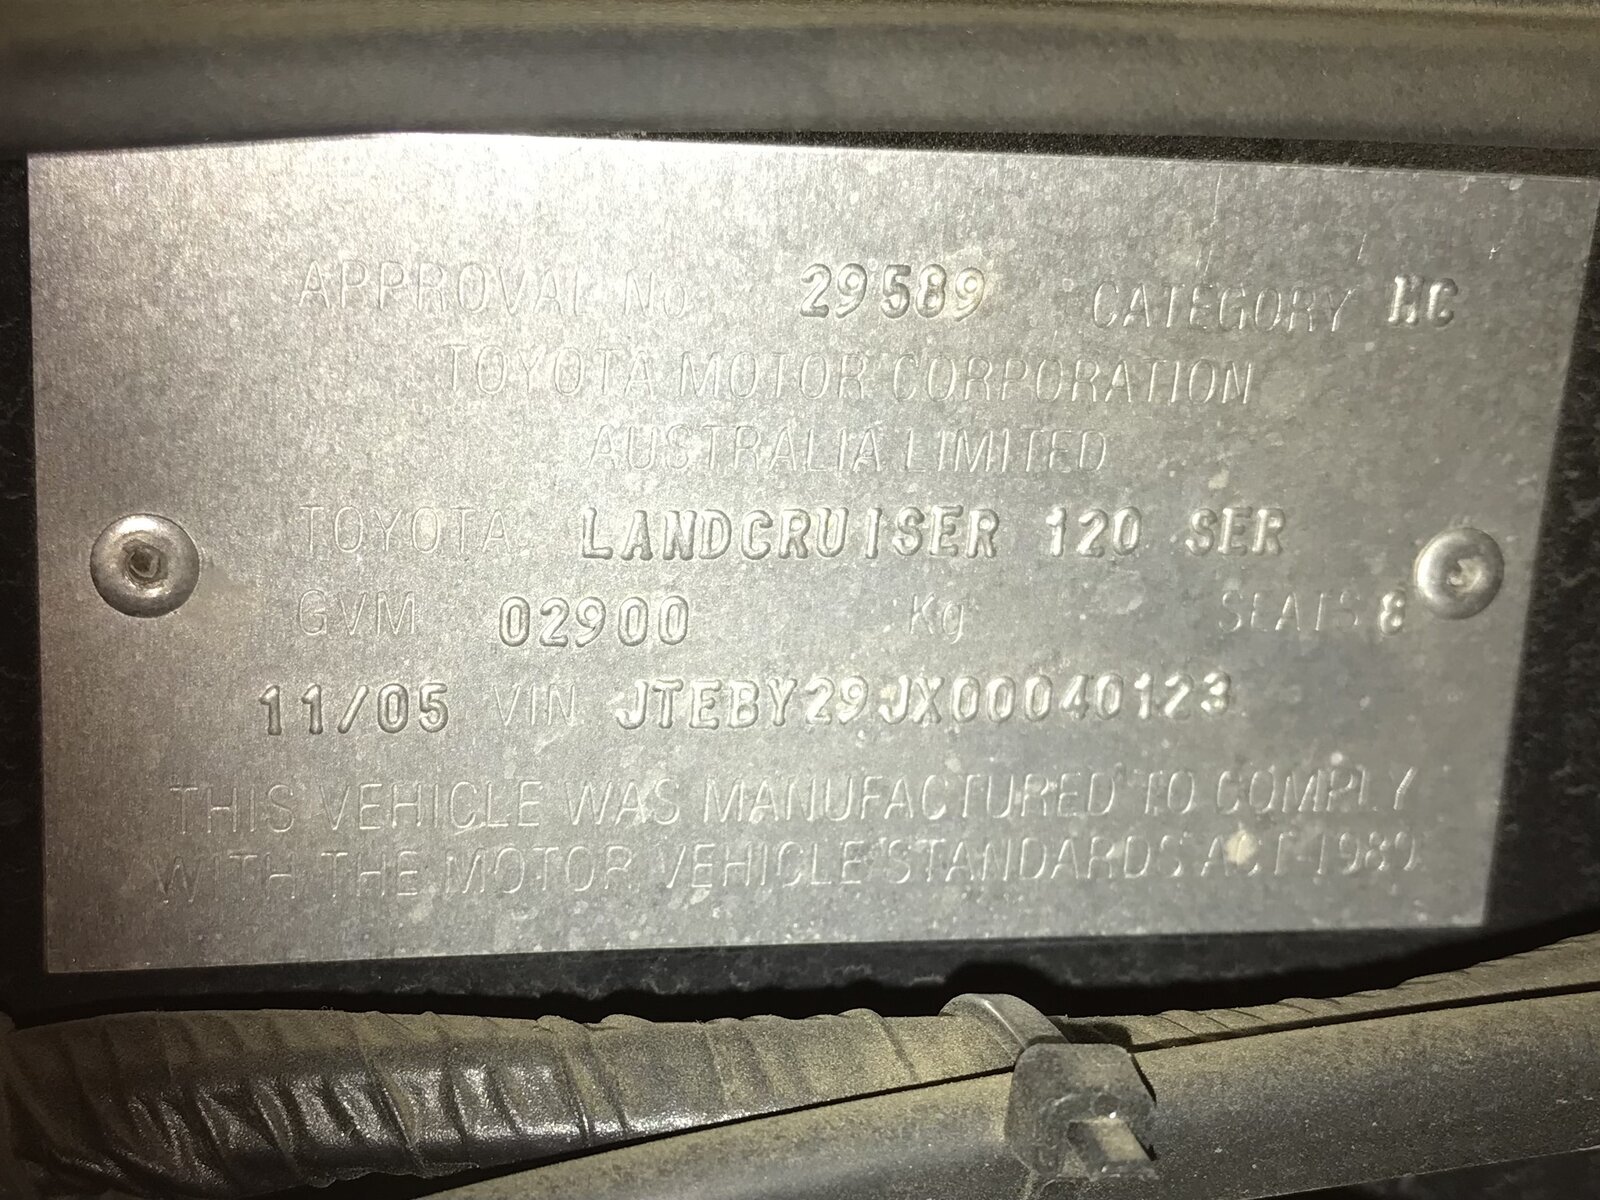 APPROVAL No 29589 CATEGORY MC
TOYOTA MOTOR CORPORATION
AUSTRALIA LIMITED
TOYOTA LANDCRUISER 120 SER
GVM 02900 Kg SEATS 8
11/05 VIN JTEBY29JX00040123
THIS VEHICLE WAS MANUFACTURED TO COMPLY
WITH THE MOTOR VEHICLE STANDARDS ACT 1989